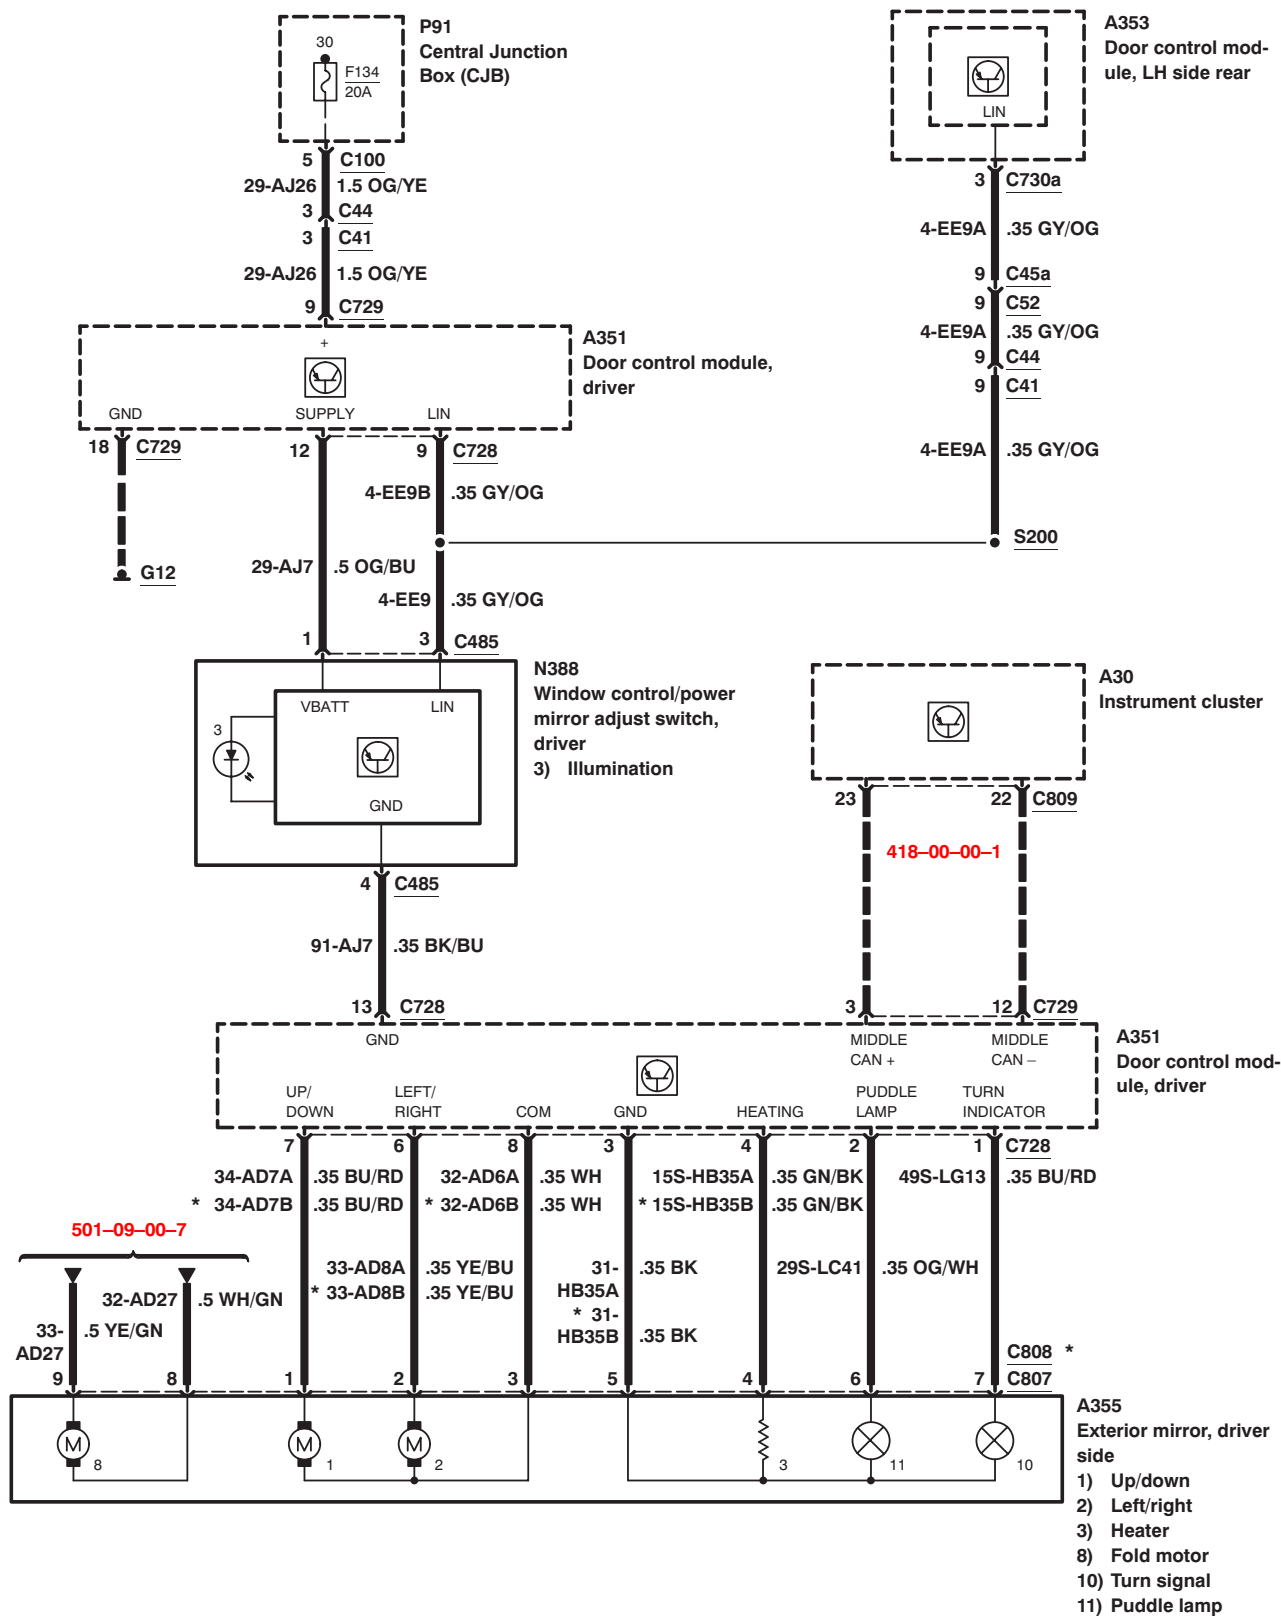 P91
Central Junction
Box (CJB)
30
F134
20A
5 C100
29-AJ26 1.5 OG/YE
3 C44
3 C41
29-AJ26 1.5 OG/YE
9 C729
A353
Door control mod-
ule, LH side rear
LIN
3 C730a
4-EE9A .35 GY/OG
9 C45a
9 C52
4-EE9A .35 GY/OG
9 C44
9 C41
4-EE9A .35 GY/OG
S200
A351
Door control module,
driver
+
GND SUPPLY LIN
18 C729 12 9 C728
4-EE9B .35 GY/OG
G12
29-AJ7 .5 OG/BU
4-EE9 .35 GY/OG
1 3 C485
N388
Window control/power
mirror adjust switch,
driver
3) Illumination
VBATT LIN
3
GND
4 C485
91-AJ7 .35 BK/BU
13 C728
A30
Instrument cluster
23 22 C809
418–00–00–1
3 12 C729
A351
Door control mod-
ule, driver
GND MIDDLE MIDDLE
CAN + CAN –
UP/ LEFT/ PUDDLE TURN
DOWN RIGHT COM GND HEATING LAMP INDICATOR
7 6 8 3 4 2 1 C728
34-AD7A .35 BU/RD 32-AD6A .35 WH 15S-HB35A .35 GN/BK 49S-LG13 .35 BU/RD
* 34-AD7B .35 BU/RD * 32-AD6B .35 WH * 15S-HB35B .35 GN/BK
501–09–00–7
33-AD8A .35 YE/BU 31- .35 BK 29S-LC41 .35 OG/WH
* 33-AD8B .35 YE/BU HB35A
32-AD27 .5 WH/GN
* 31-
33- .5 YE/GN HB35B .35 BK
AD27
C808 *
9 8 1 2 3 5 4 6 7 C807
M M M
8 1 2 3 11 10
A355
Exterior mirror, driver
side
1) Up/down
2) Left/right
3) Heater
8) Fold motor
10) Turn signal
11) Puddle lamp